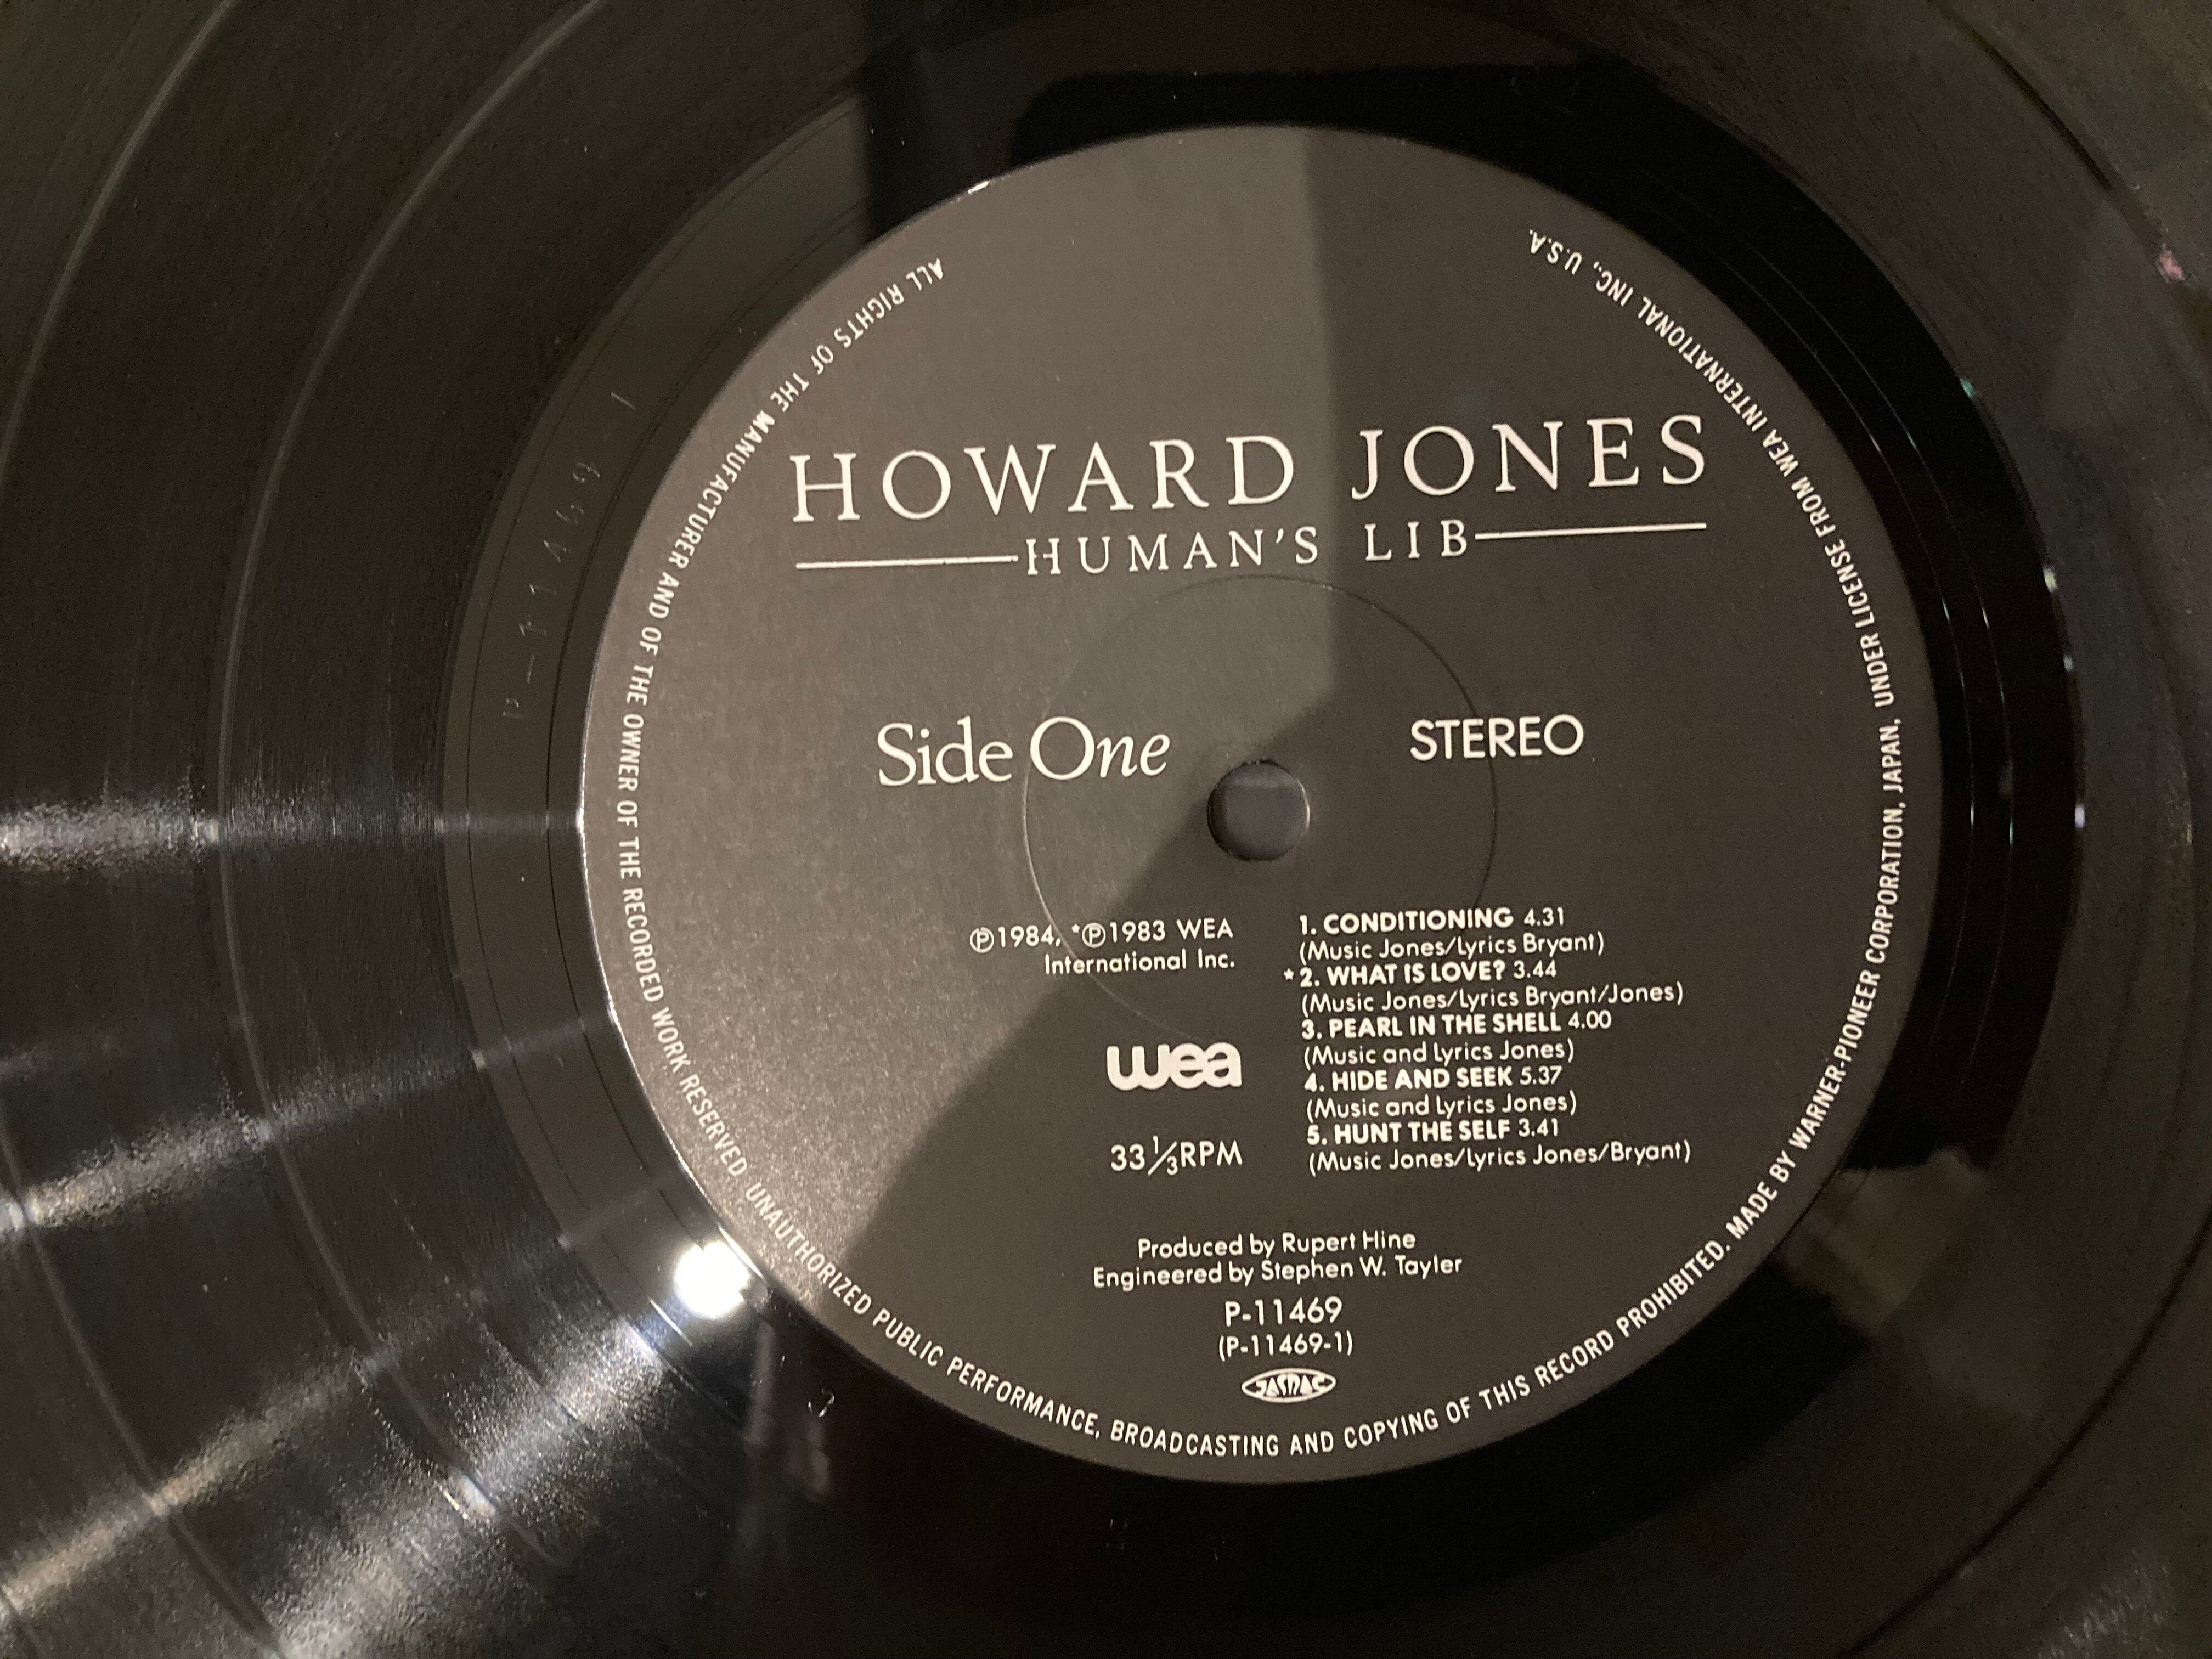 HOWARD JONES
HUMAN'S LIB
Side One
STEREO
Ⓟ1984, *Ⓟ1983 WEA
International Inc.
wea
33⅓RPM
1. CONDITIONING 4.31
(Music Jones/Lyrics Bryant)
*2. WHAT IS LOVE? 3.44
(Music Jones/Lyrics Bryant/Jones)
3. PEARL IN THE SHELL 4.00
(Music and Lyrics Jones)
4. HIDE AND SEEK 5.37
(Music and Lyrics Jones)
5. HUNT THE SELF 3.41
(Music Jones/Lyrics Jones/Bryant)
Produced by Rupert Hine
Engineered by Stephen W. Tayler
P-11469
(P-11469-1)
JASRAC
ALL RIGHTS OF THE MANUFACTURER AND OF THE OWNER OF THE RECORDED WORK RESERVED. UNAUTHORIZED PUBLIC PERFORMANCE, BROADCASTING AND COPYING OF THIS RECORD PROHIBITED. MADE BY WARNER-PIONEER CORPORATION, JAPAN, UNDER LICENSE FROM WEA INTERNATIONAL INC., U.S.A.
P-11469 1
3